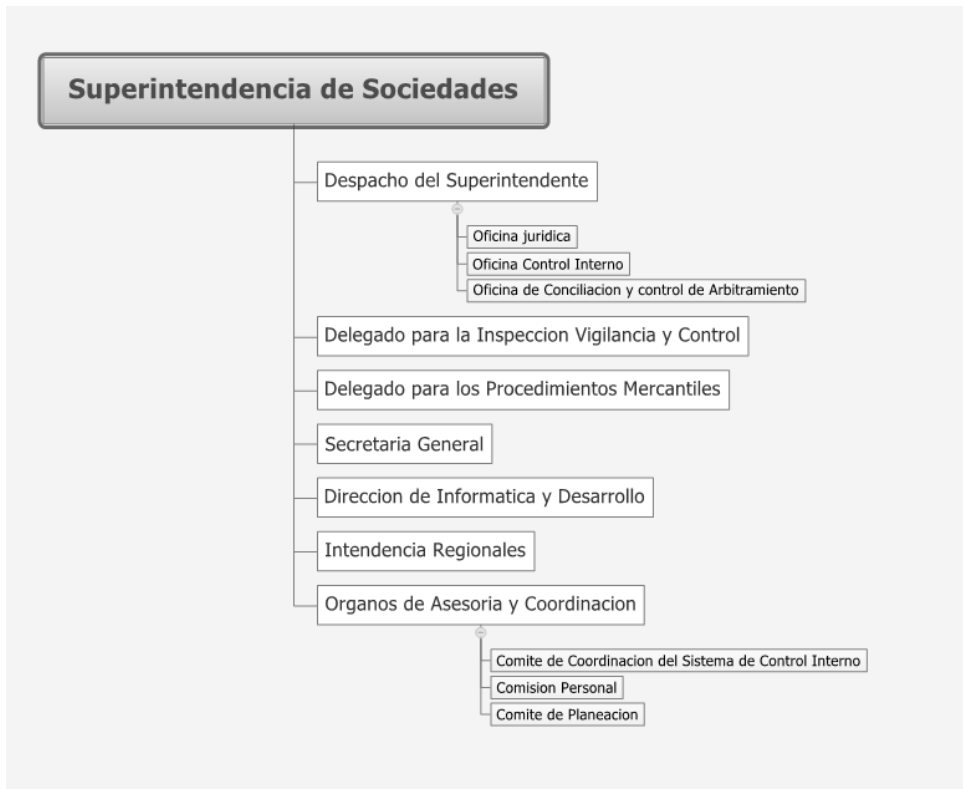 Superintendencia de Sociedades
Despacho del Superintendente
Oficina juridica
Oficina Control Interno
Oficina de Conciliacion y control de Arbitramiento
Delegado para la Inspeccion Vigilancia y Control
Delegado para los Procedimientos Mercantiles
Secretaria General
Direccion de Informatica y Desarrollo
Intendencia Regionales
Organos de Asesoria y Coordinacion
Comite de Coordinacion del Sistema de Control Interno
Comision Personal
Comite de Planeacion